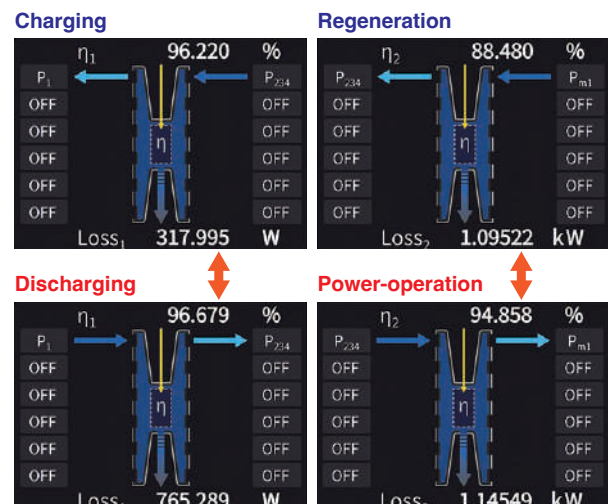 Charging
η₁ 96.220 %
P₁ P₂₃₄
OFF OFF
OFF OFF
OFF OFF
OFF OFF
OFF OFF
η
Loss₁ 317.995 W
Regeneration
η₂ 88.480 %
P₂₃₄ Pₘ₁
OFF OFF
OFF OFF
OFF OFF
OFF OFF
OFF OFF
η
Loss₂ 1.09522 kW
Discharging
η₁ 96.679 %
P₁ P₂₃₄
OFF OFF
OFF OFF
OFF OFF
OFF OFF
OFF OFF
η
Loss₁ 765.289 W
Power-operation
η₂ 94.858 %
P₂₃₄ Pₘ₁
OFF OFF
OFF OFF
OFF OFF
OFF OFF
OFF OFF
η
Loss₂ 1.14549 kW